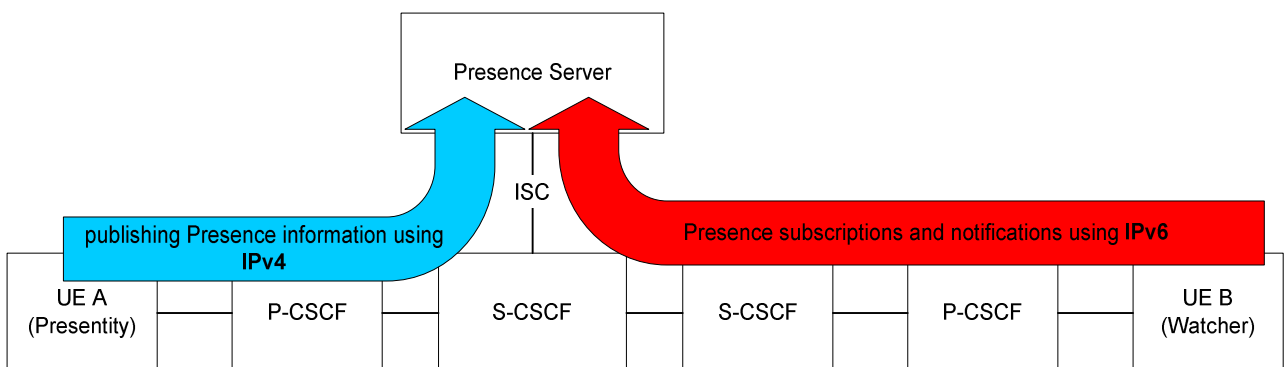 Presence Server
ISC
publishing Presence information using
IPv4
Presence subscriptions and notifications using IPv6
UE A
(Presentity)
P-CSCF
S-CSCF
S-CSCF
P-CSCF
UE B
(Watcher)